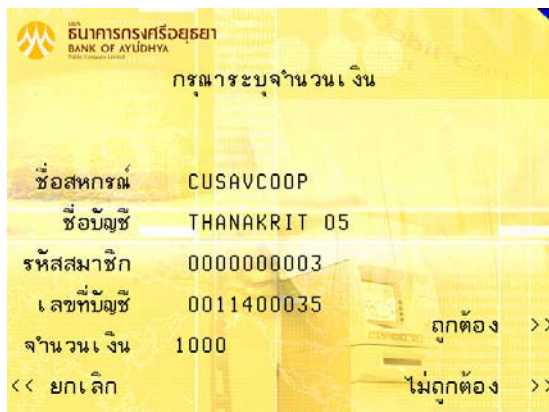 ธนาคารกรุงศรีอยุธยา
BANK OF AYUDHYA
Public Company Limited
กรุณาระบุจำนวนเงิน
ชื่อสหกรณ์ CUSAVCOOP
ชื่อบัญชี THANAKRIT 05
รหัสสมาชิก 0000000003
เลขที่บัญชี 0011400035
ถูกต้อง >>
จำนวนเงิน 1000
<< ยกเลิก ไม่ถูกต้อง >>